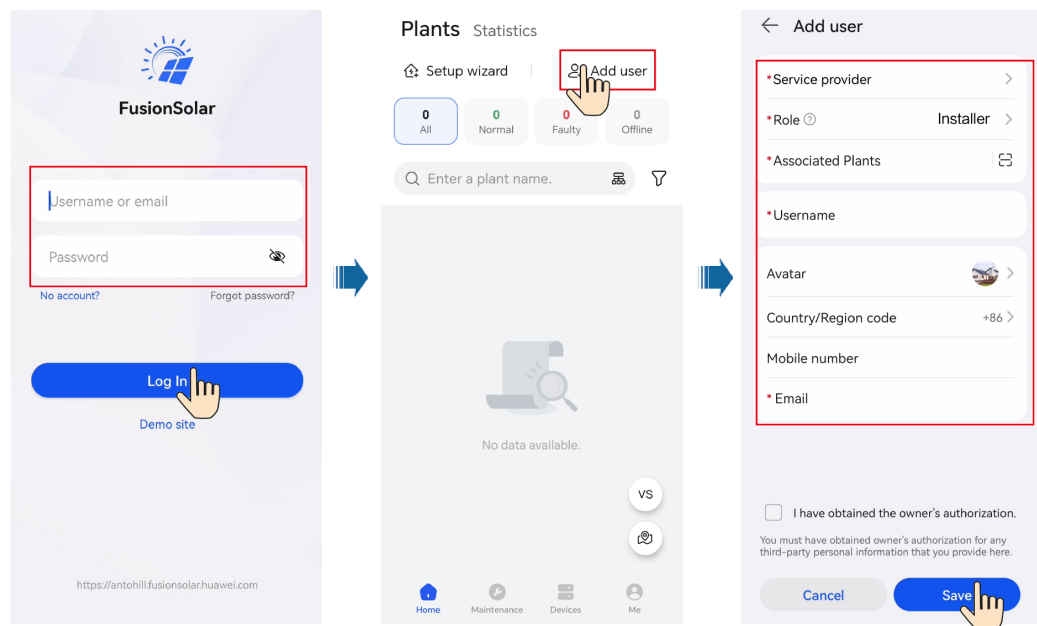 FusionSolar
Username or email
Password
No account?
Forgot password?
Log In
Demo site
https://antohill.fusionsolar.huawei.com
Plants Statistics
Setup wizard
Add user
0
All
0
Normal
0
Faulty
0
Offline
Enter a plant name.
No data available.
VS
Home
Maintenance
Devices
Me
Add user
*Service provider
*Role
Installer
*Associated Plants
*Username
Avatar
Country/Region code
+86
Mobile number
* Email
I have obtained the owner's authorization.
You must have obtained owner's authorization for any
third-party personal information that you provide here.
Cancel
Save